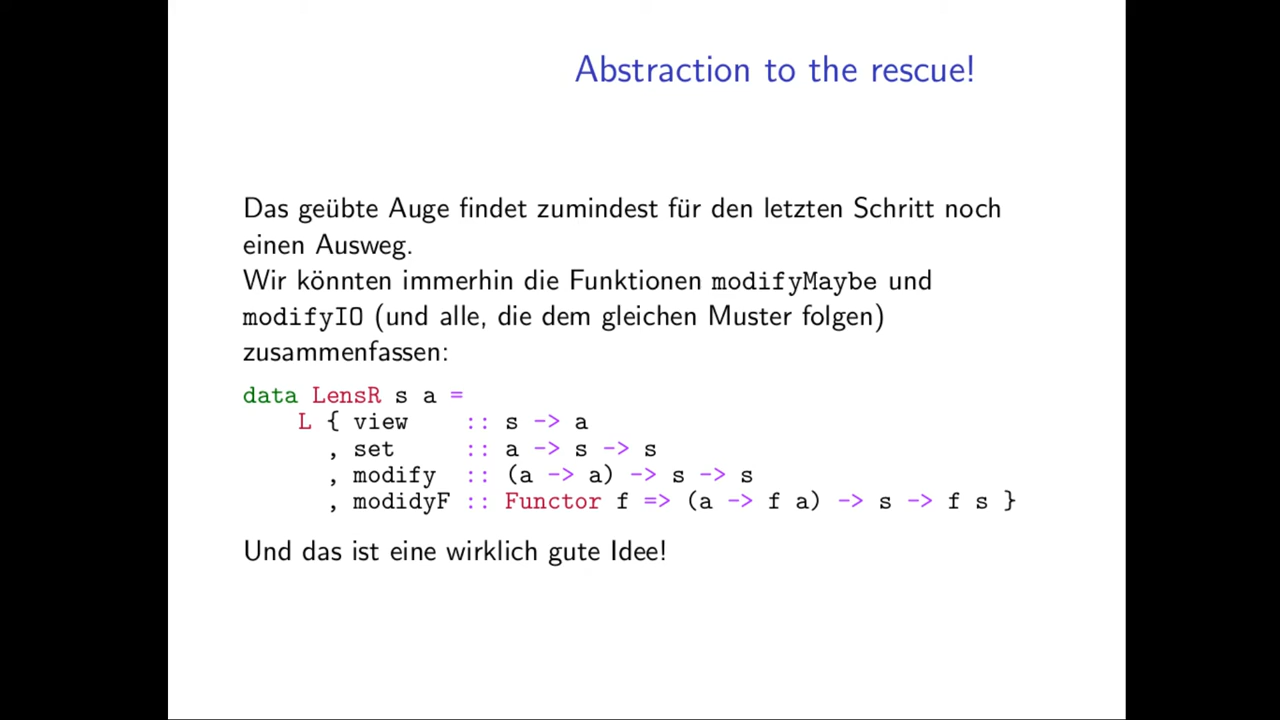 Abstraction to the rescue!
Das geübte Auge findet zumindest für den letzten Schritt noch
einen Ausweg.
Wir könnten immerhin die Funktionen modifyMaybe und
modifyIO (und alle, die dem gleichen Muster folgen)
zusammenfassen:
data LensR s a =
    L { view    :: s -> a
      , set     :: a -> s -> s
      , modify  :: (a -> a) -> s -> s
      , modidyF :: Functor f => (a -> f a) -> s -> f s }
Und das ist eine wirklich gute Idee!